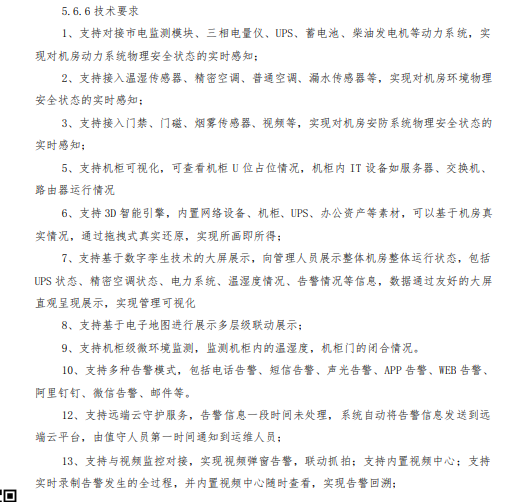 5.6.6 技术要求
1、支持对接市电监测模块、三相电量仪、UPS、蓄电池、柴油发电机等动力系统，实
现对机房动力系统物理安全状态的实时感知；
2、支持接入温湿传感器、精密空调、普通空调、漏水传感器等，实现对机房环境物理
安全状态的实时感知；
3、支持接入门禁、门磁、烟雾传感器、视频等，实现对机房安防系统物理安全状态的
实时感知；
5、支持机柜可视化，可查看机柜 U 位占位情况，机柜内 IT 设备如服务器、交换机、
路由器运行情况
6、支持 3D 智能引擎，内置网络设备、机柜、UPS、办公资产等素材，可以基于机房真
实情况，通过拖拽式真实还原，实现所画即所得；
7、支持基于数字孪生技术的大屏展示，向管理人员展示整体机房整体运行状态，包括
UPS 状态、精密空调状态、电力系统、温湿度情况、告警情况等信息，数据通过友好的大屏
直观呈现展示，实现管理可视化
8、支持基于电子地图进行展示多层级联动展示；
9、支持机柜级微环境监测，监测机柜内的温湿度，机柜门的闭合情况。
10、支持多种告警模式，包括电话告警、短信告警、声光告警、APP 告警、WEB 告警、
阿里钉钉、微信告警、邮件等。
12、支持远端云守护服务，告警信息一段时间未处理，系统自动将告警信息发送到远
端云平台，由值守人员第一时间通知到运维人员；
13、支持与视频监控对接，实现视频弹窗告警，联动抓拍；支持内置视频中心；支持
实时录制告警发生的全过程，并内置视频中心随时查看，实现告警回溯；